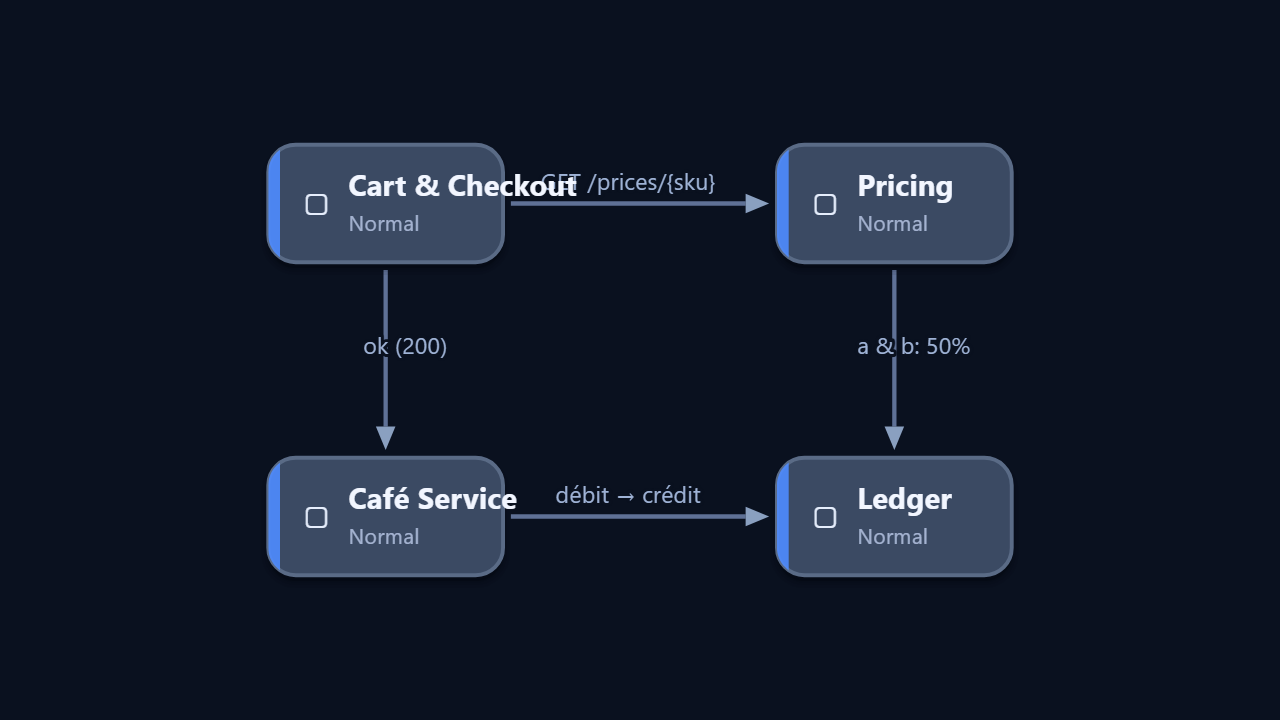 Cart & Checkout
Normal
GET /prices/{sku}
Pricing
Normal
ok (200)
a & b: 50%
Café Service
Normal
débit → crédit
Ledger
Normal